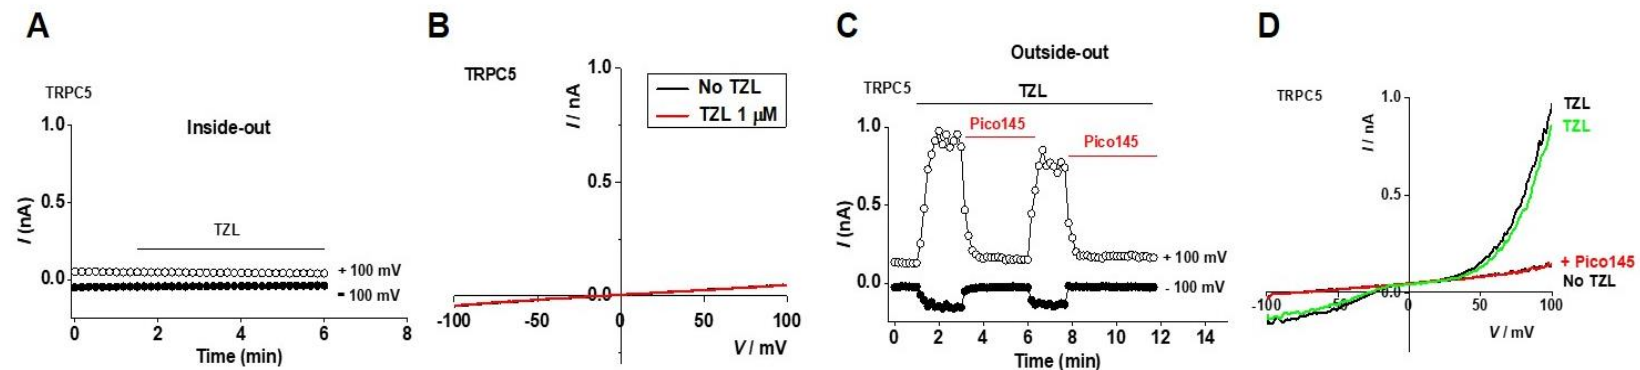 A
TRPC5
Inside-out
1.0
0.5
0.0
I (nA)
TZL
+ 100 mV
- 100 mV
0 2 4 6 8
Time (min)
B
TRPC5
1.0
I / nA
No TZL
TZL 1 μM
0.5
0.0
-100 -50 0 50 100
V / mV
C
Outside-out
TRPC5
TZL
Pico145
Pico145
1.0
0.5
0.0
I (nA)
+ 100 mV
- 100 mV
0 2 4 6 8 10 12 14
Time (min)
D
TRPC5
1.0
I / nA
TZL
TZL
0.5
+ Pico145
No TZL
0.0
-100 -50 0 50 100
V / mV